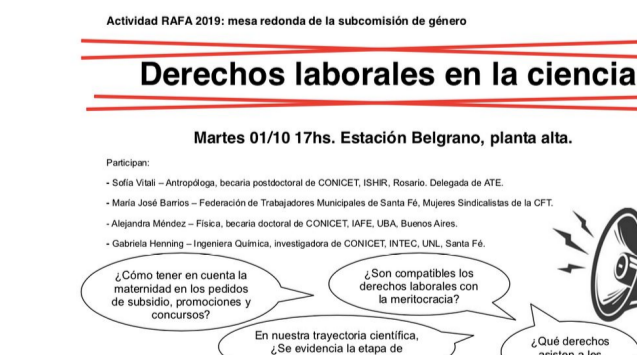 Actividad RAFA 2019: mesa redonda de la subcomisión de género
Derechos laborales en la ciencia
Martes 01/10 17hs. Estación Belgrano, planta alta.
Participan:
- Sofía Vitali – Antropóloga, becaria postdoctoral de CONICET, ISHIR, Rosario. Delegada de ATE.
- María José Barrios – Federación de Trabajadores Municipales de Santa Fé, Mujeres Sindicalistas de la CFT.
- Alejandra Méndez – Física, becaria doctoral de CONICET, IAFE, UBA, Buenos Aires.
- Gabriela Henning – Ingeniera Química, investigadora de CONICET, INTEC, UNL, Santa Fé.
¿Cómo tener en cuenta la
maternidad en los pedidos
de subsidio, promociones y
concursos?
¿Son compatibles los
derechos laborales con
la meritocracia?
En nuestra trayectoria científica,
¿Se evidencia la etapa de
¿Qué derechos
asisten a los